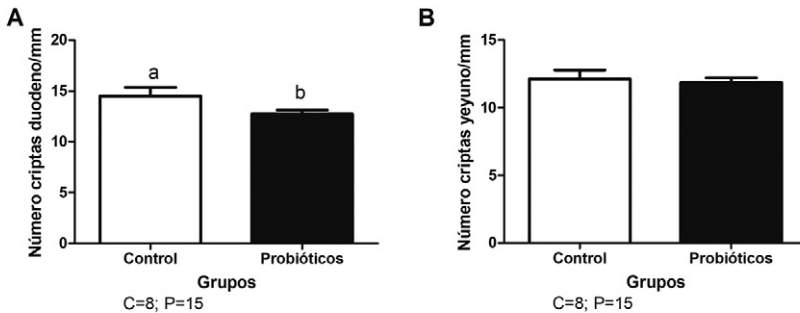 A
Número criptas duodeno/mm
20
15
10
5
0
a
b
Control
Probióticos
Grupos
C=8; P=15
B
Número criptas yeyuno/mm
15
10
5
0
Control
Probióticos
Grupos
C=8; P=15